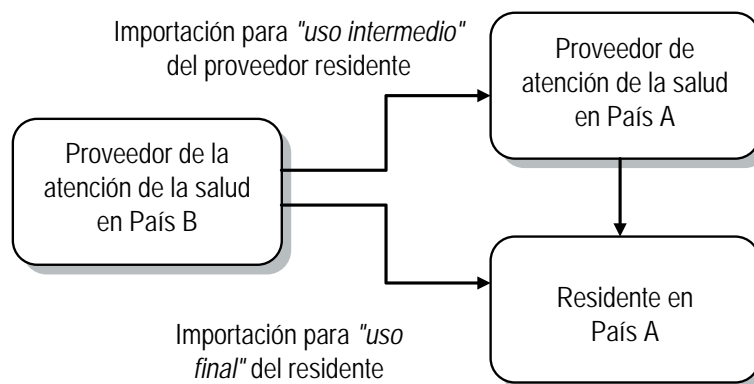 Importación para "uso intermedio"
del proveedor residente
Proveedor de
atención de la salud
en País A
Proveedor de la
atención de la salud
en País B
Residente en
País A
Importación para "uso
final" del residente